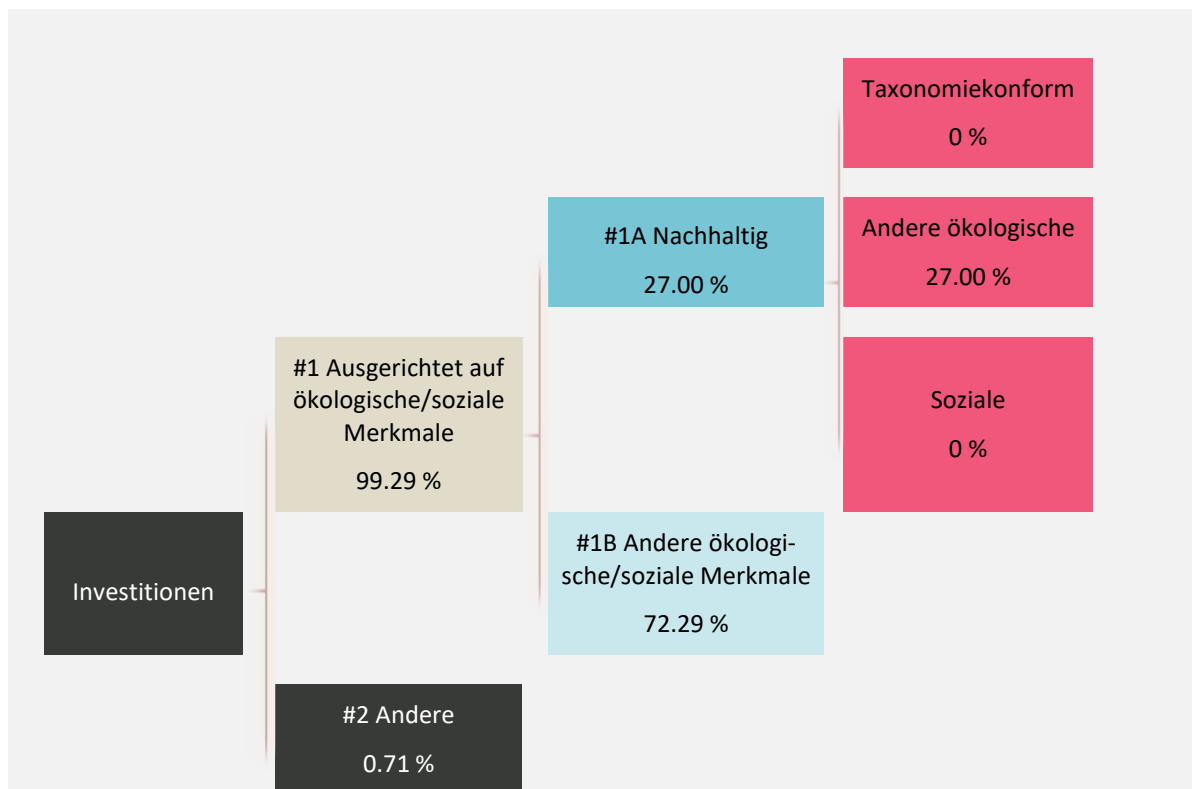 Taxonomiekonform
0 %
#1A Nachhaltig
27.00 %
Andere ökologische
27.00 %
#1 Ausgerichtet auf
ökologische/soziale
Merkmale
99.29 %
Soziale
0 %
Investitionen
#1B Andere ökologi-
sche/soziale Merkmale
72.29 %
#2 Andere
0.71 %